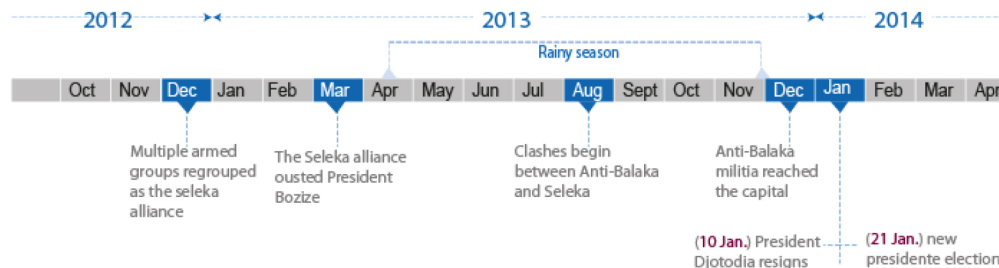 2012 2013 2014
Rainy season
Oct Nov Dec Jan Feb Mar Apr May Jun Jul Aug Sept Oct Nov Dec Jan Feb Mar Apr
Multiple armed
groups regrouped
as the seleka
alliance
The Seleka alliance
ousted President
Bozize
Clashes begin
between Anti-Balaka
and Seleka
Anti-Balaka
militia reached
the capital
(10 Jan.) President
Djotodia resigns
(21 Jan.) new
presidente election